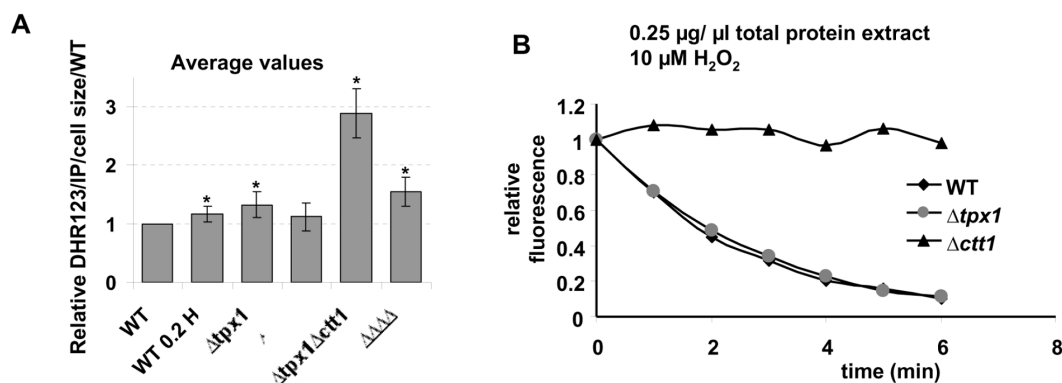 A
Average values
Relative DHR123/IP/cell size/WT
3
2
1
0
WT
WT 0.2 H
Δtpx1
Δtpx1Δctt1
ΔΔΔΔ
*
*
*
*
B
0.25 µg/ µl total protein extract
10 µM H₂O₂
relative
fluorescence
1.2
1
0.8
0.6
0.4
0.2
0
0
2
4
6
8
time (min)
WT
Δtpx1
Δctt1